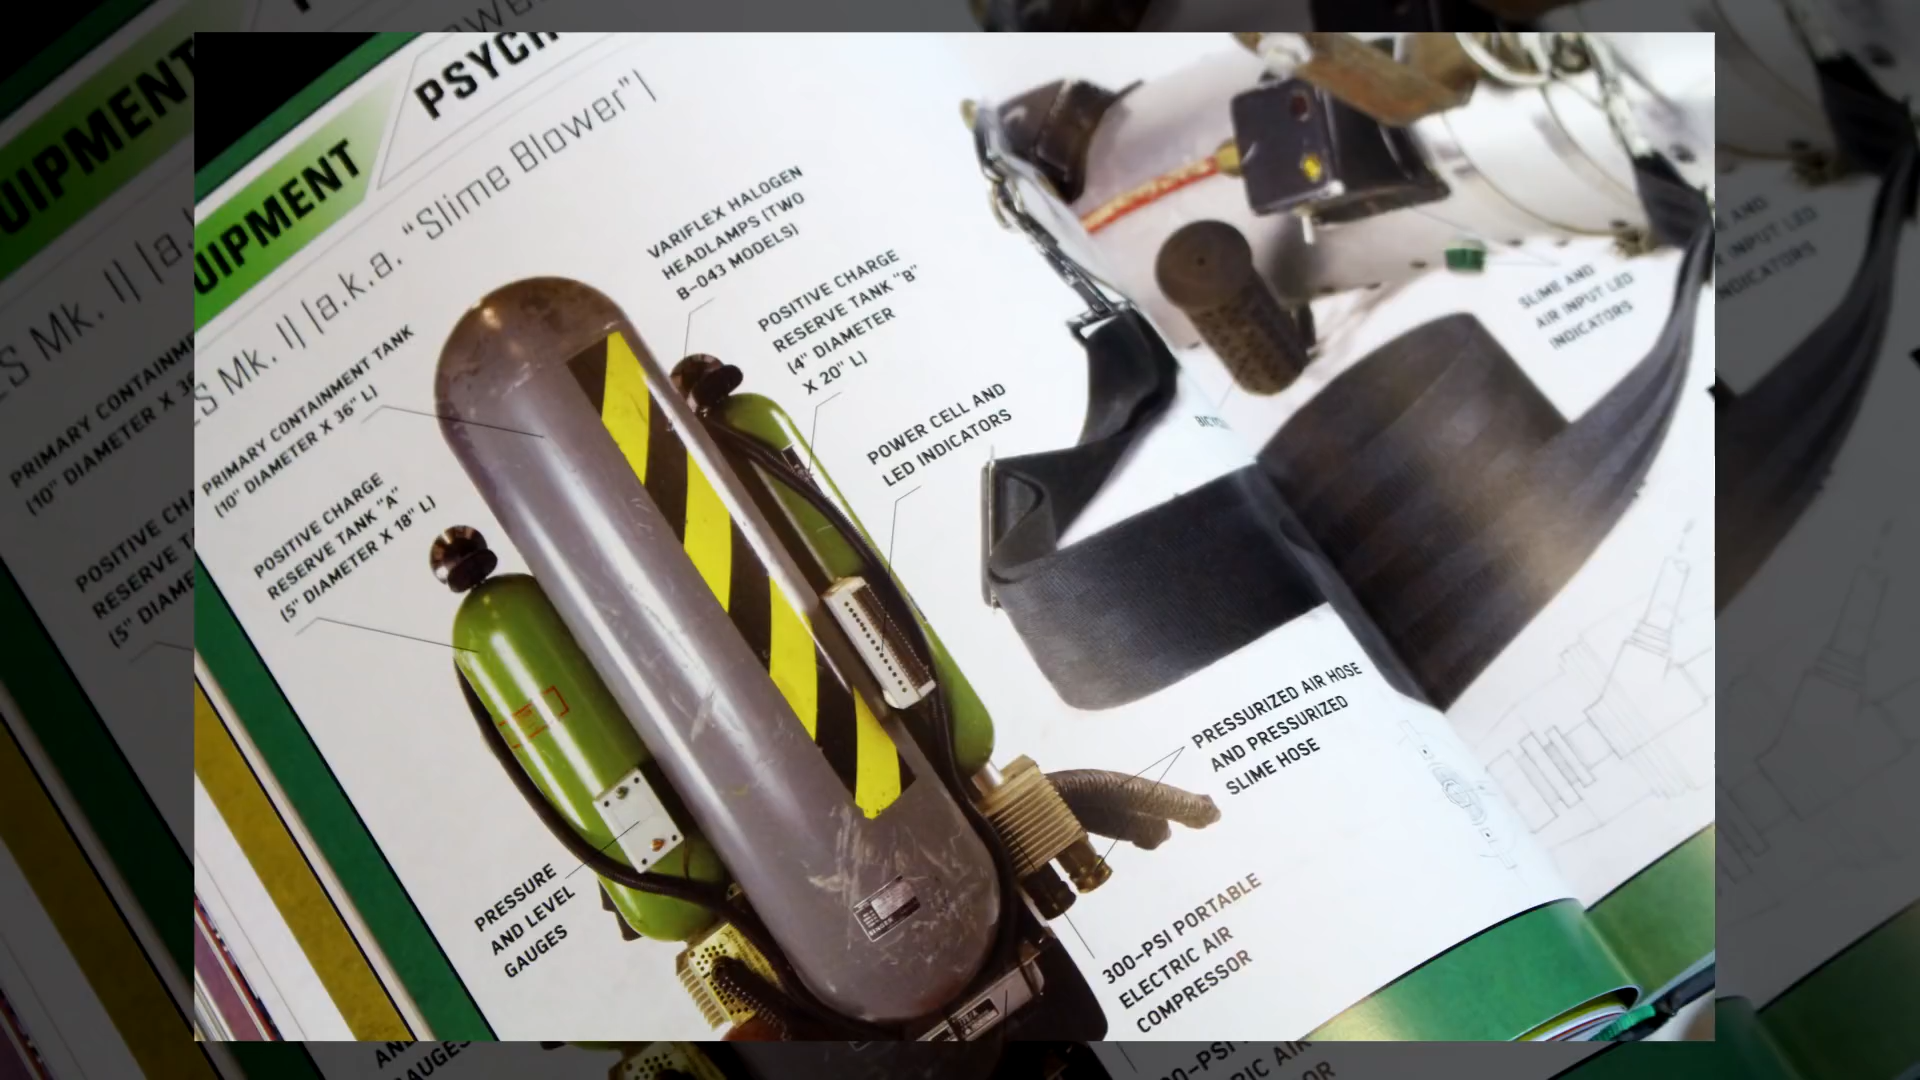 UIPMENT
PSYCH
ES Mk. II (a.k.a. "Slime Blower")
PRIMARY CONTAINMENT TANK
(10" DIAMETER X 36" L)
POSITIVE CHARGE
RESERVE TANK "A"
(5" DIAMETER X 18" L)
VARIFLEX HALOGEN
HEADLAMPS (TWO
B-043 MODELS)
POSITIVE CHARGE
RESERVE TANK "B"
(4" DIAMETER
X 20" L)
POWER CELL AND
LED INDICATORS
SLIME AND
AIR INPUT LED
INDICATORS
PRESSURIZED AIR HOSE
AND PRESSURIZED
SLIME HOSE
PRESSURE
AND LEVEL
GAUGES
300-PSI PORTABLE
ELECTRIC AIR
COMPRESSOR